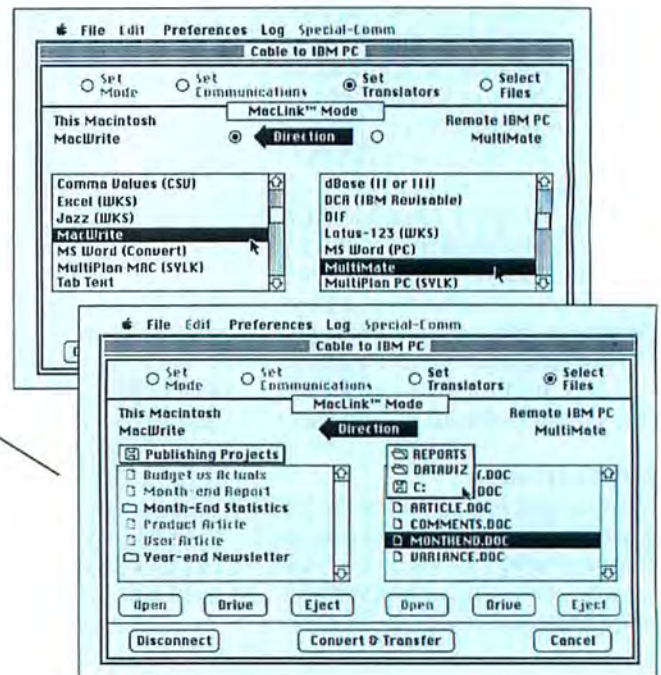 File Edit Preferences Log Special-Comm
Cable to IBM PC
Set Mode Set Communications Set Translators Select Files
MacLink™ Mode
This Macintosh Remote IBM PC
MacWrite Direction MultiMate
Comma Values (CSV) dBase (II or III)
Excel (WKS) DCA (IBM Revisable)
Jazz (WKS) DIF
MacWrite Lotus-123 (WKS)
MS Word (Convert) MS Word (PC)
MultiPlan MAC (SYLK) MultiMate
Tab Text MultiPlan PC (SYLK)
File Edit Preferences Log Special-Comm
Cable to IBM PC
Set Mode Set Communications Set Translators Select Files
MacLink™ Mode
This Macintosh Remote IBM PC
MacWrite Direction MultiMate
Publishing Projects REPORTS
DATAVIZ
C:
Budget vs Actuals .DOC
Month-end Report .DOC
Month-End Statistics ARTICLE.DOC
Product Article COMMENTS.DOC
User Article MONTHEND.DOC
Year-end Newsletter VARIANCE.DOC
Open Drive Eject Open Drive Eject
Disconnect Convert & Transfer Cancel